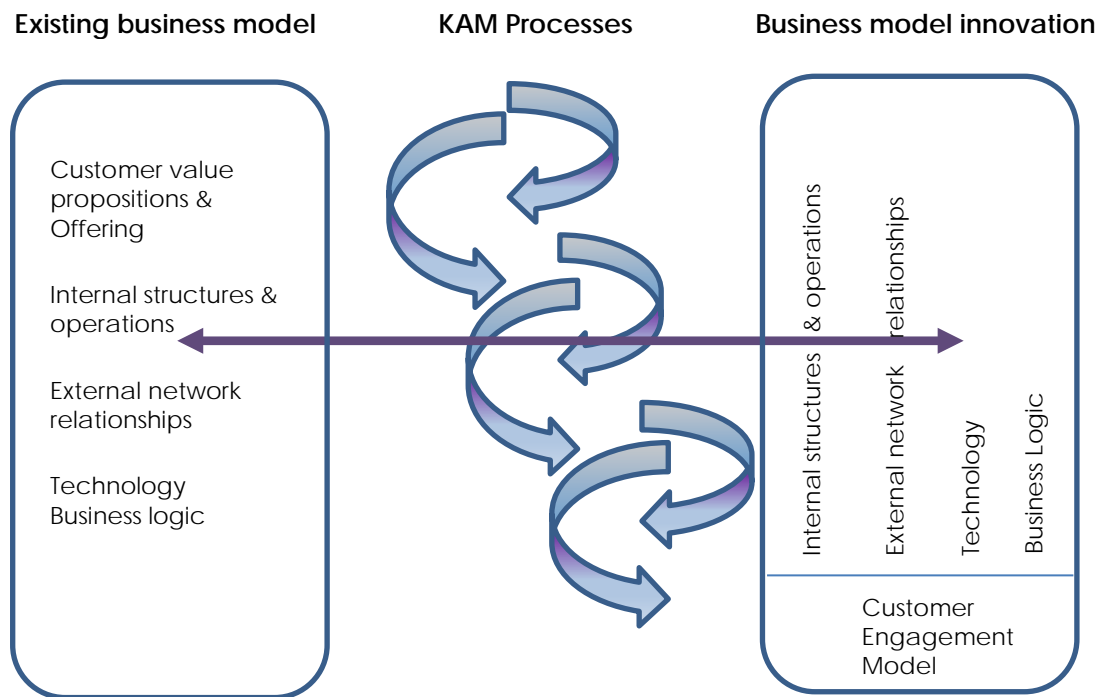 Existing business model
KAM Processes
Business model innovation
Customer value
propositions &
Offering
Internal structures &
operations
External network
relationships
Technology
Business logic
Internal structures & operations
External network relationships
Technology
Business Logic
Customer
Engagement
Model